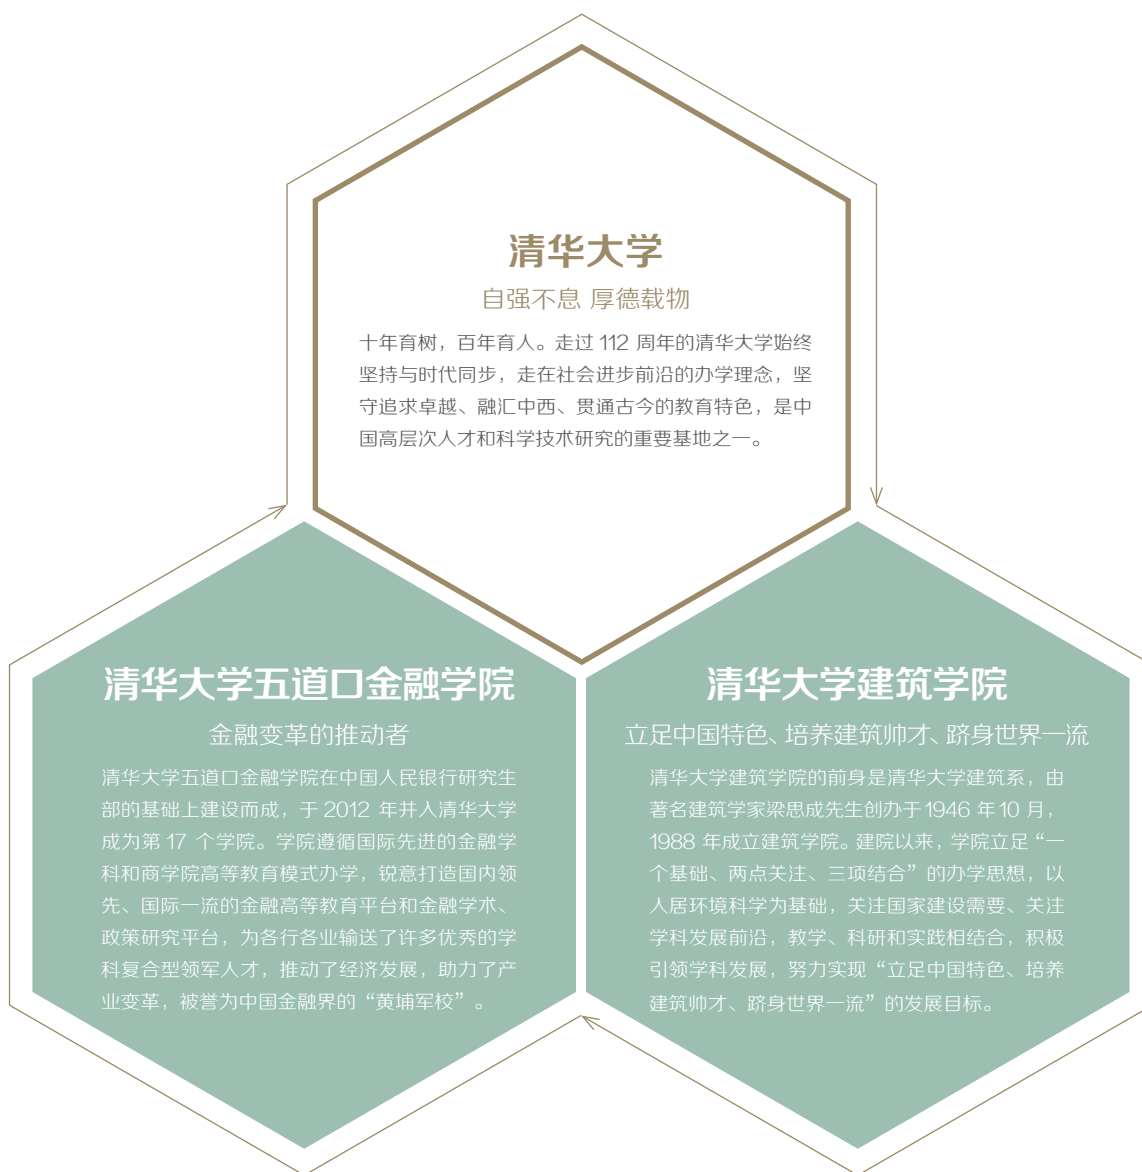 清华大学
自强不息 厚德载物
十年育树，百年育人。走过 112 周年的清华大学始终
坚持与时代同步，走在社会进步前沿的办学理念，坚
守追求卓越、融汇中西、贯通古今的教育特色，是中
国高层次人才和科学技术研究的重要基地之一。
清华大学五道口金融学院
金融变革的推动者
清华大学五道口金融学院在中国人民银行研究生
部的基础上建设而成，于 2012 年并入清华大学
成为第 17 个学院。学院遵循国际先进的金融学
科和商学院高等教育模式办学，锐意打造国内领
先、国际一流的金融高等教育平台和金融学术、
政策研究平台，为各行各业输送了许多优秀的学
科复合型领军人才，推动了经济发展，助力了产
业变革，被誉为中国金融界的“黄埔军校”。
清华大学建筑学院
立足中国特色、培养建筑帅才、跻身世界一流
清华大学建筑学院的前身是清华大学建筑系，由
著名建筑学家梁思成先生创办于 1946 年 10 月，
1988 年成立建筑学院。建院以来，学院立足“一
个基础、两点关注、三项结合”的办学思想，以
人居环境科学为基础，关注国家建设需要、关注
学科发展前沿，教学、科研和实践相结合，积极
引领学科发展，努力实现“立足中国特色、培养
建筑帅才、跻身世界一流”的发展目标。